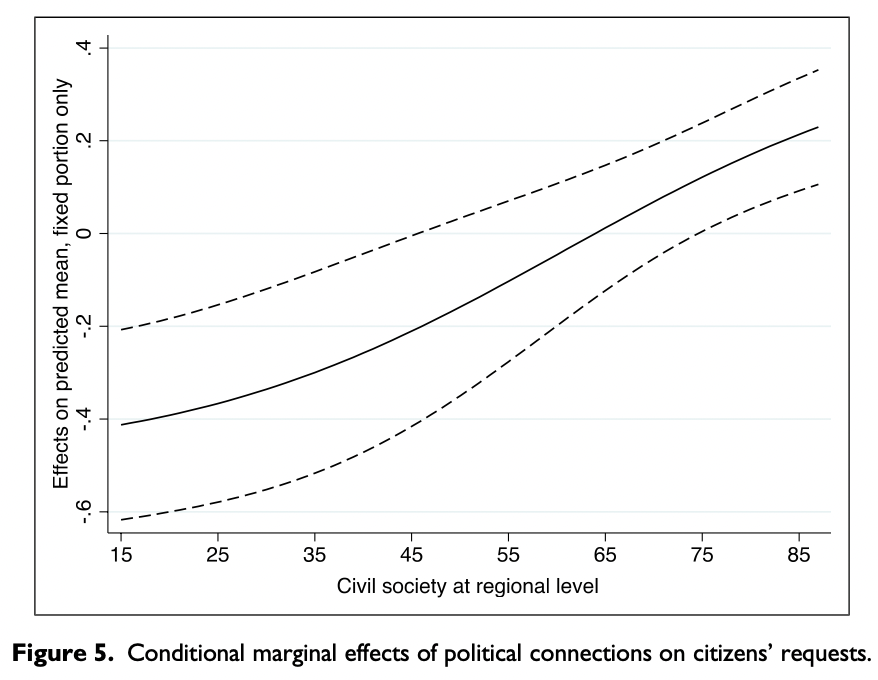 Effects on predicted mean, fixed portion only
.4
.2
0
-.2
-.4
-.6
15 25 35 45 55 65 75 85
Civil society at regional level
Figure 5. Conditional marginal effects of political connections on citizens’ requests.